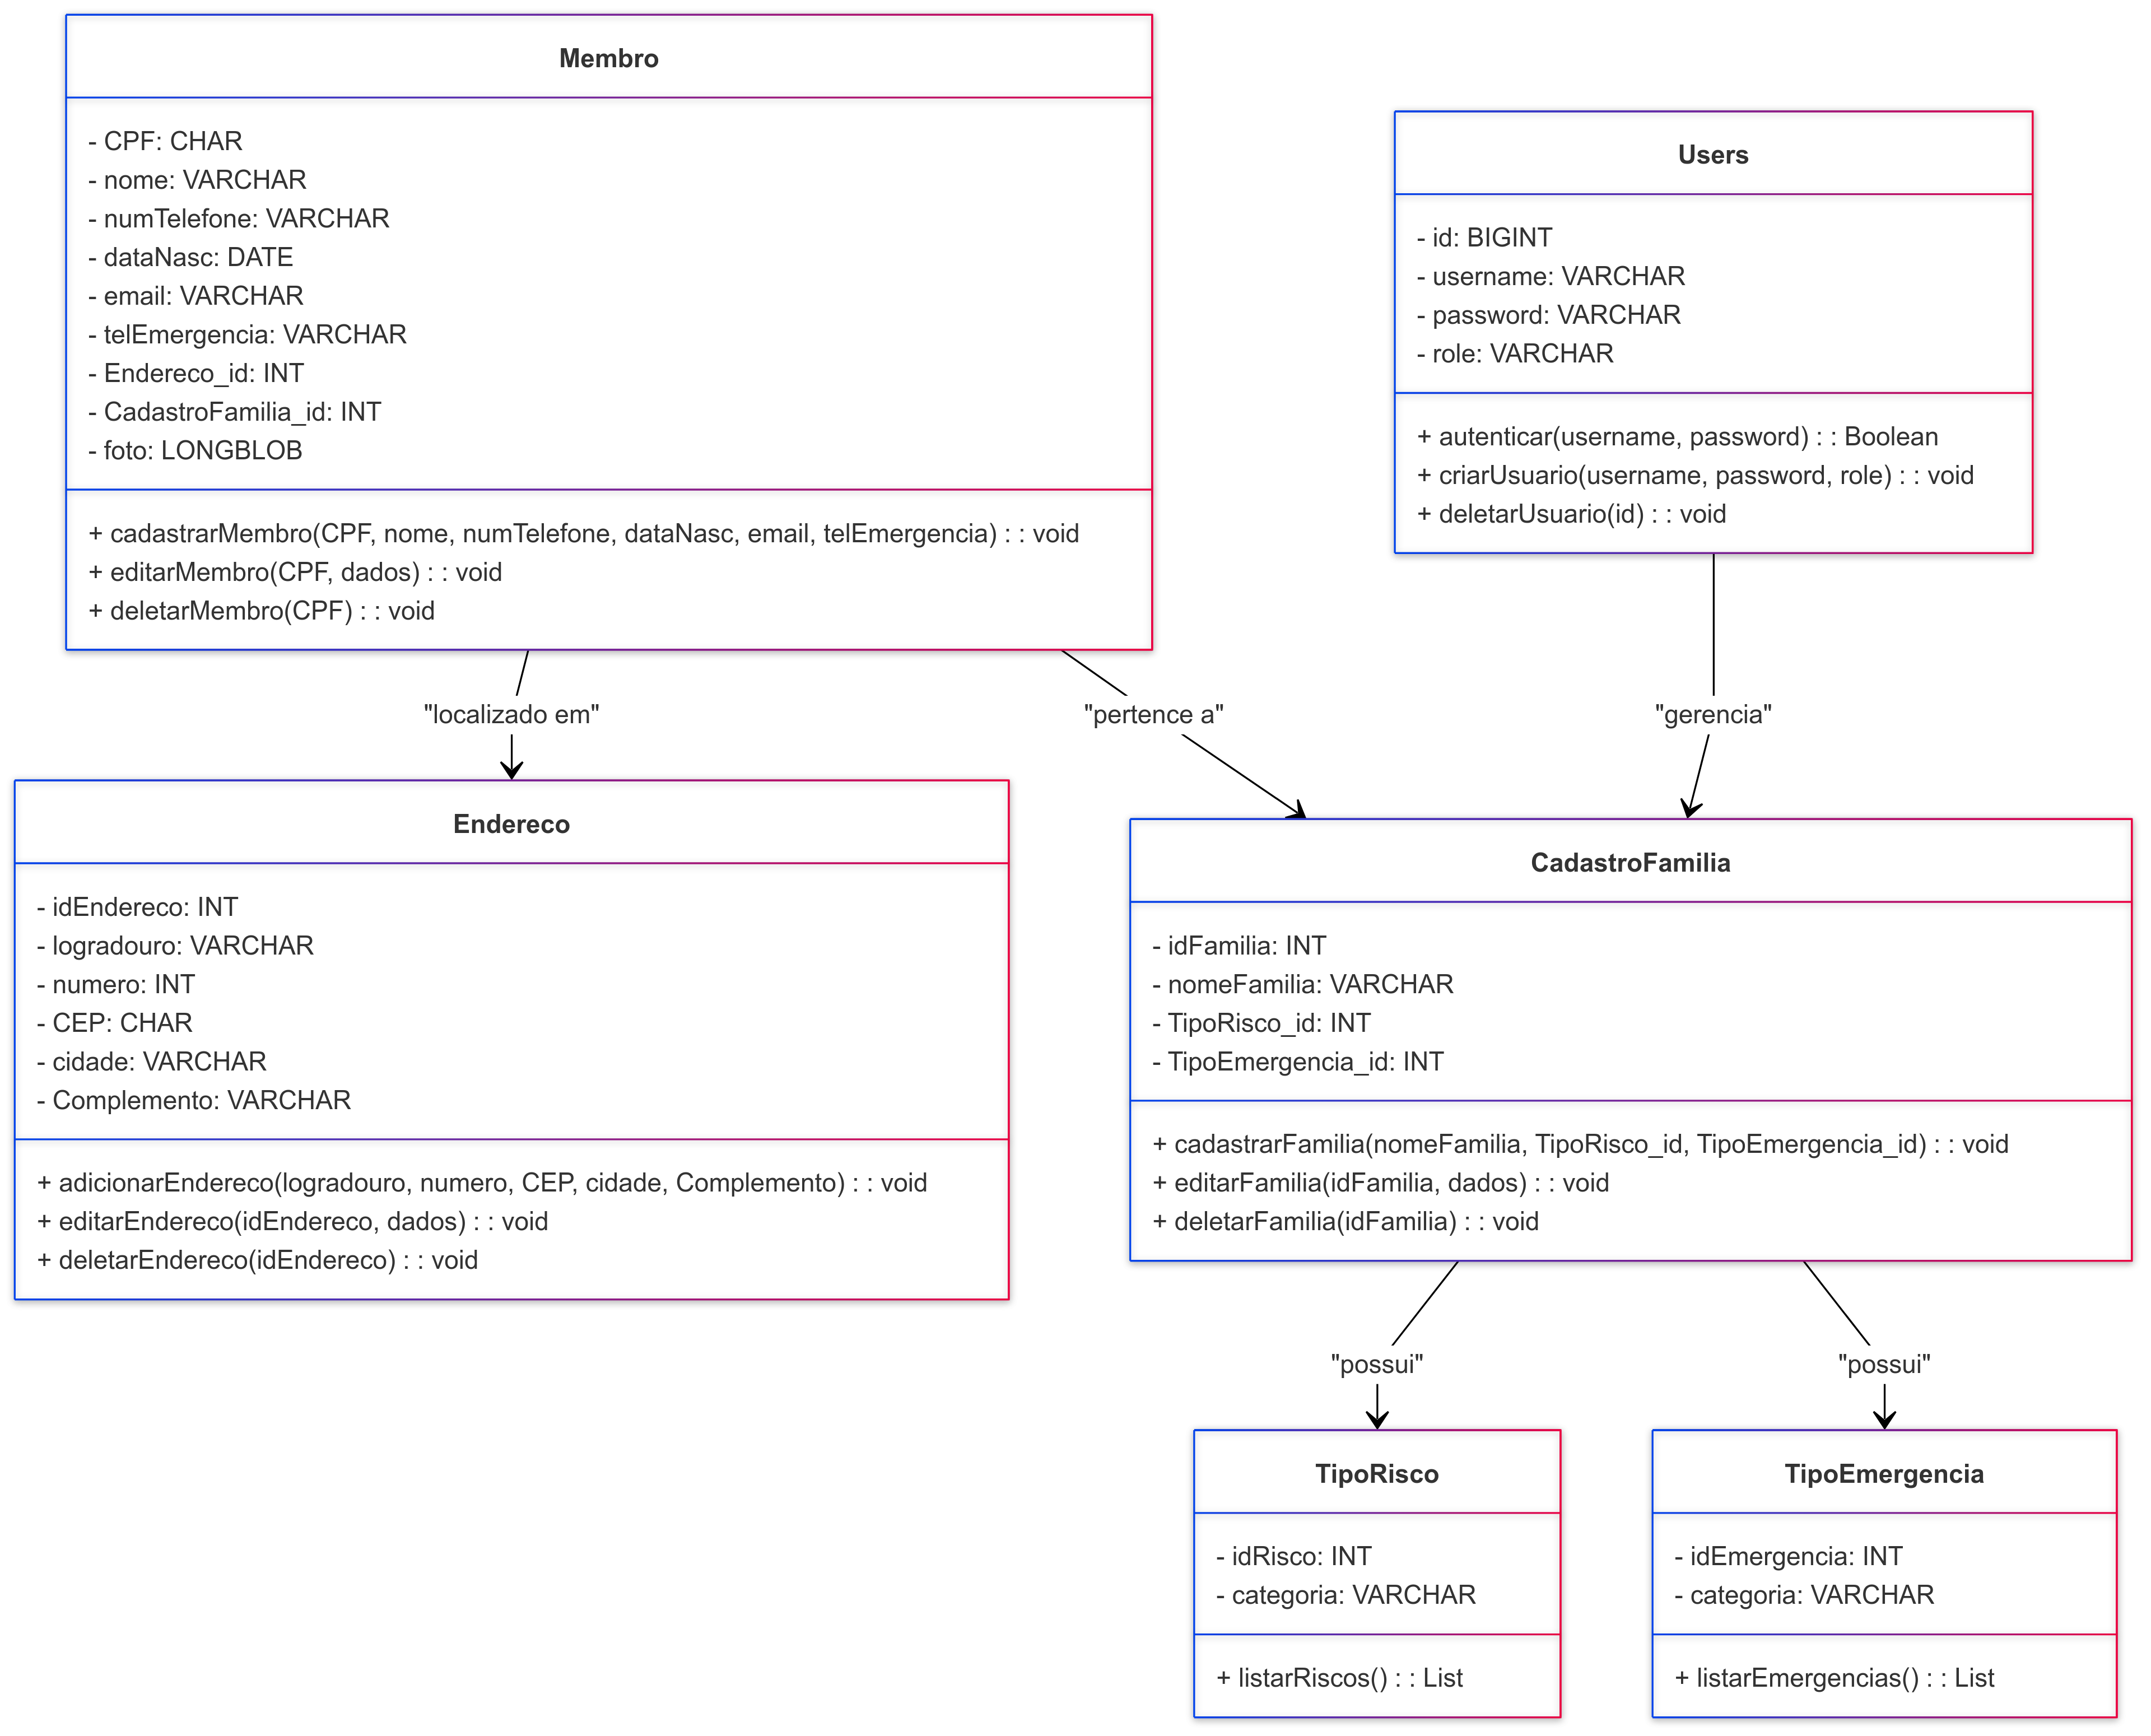 Membro
- CPF: CHAR
- nome: VARCHAR
- numTelefone: VARCHAR
- dataNasc: DATE
- email: VARCHAR
- telEmergencia: VARCHAR
- Endereco_id: INT
- CadastroFamilia_id: INT
- foto: LONGBLOB
+ cadastrarMembro(CPF, nome, numTelefone, dataNasc, email, telEmergencia) : : void
+ editarMembro(CPF, dados) : : void
+ deletarMembro(CPF) : : void
Users
- id: BIGINT
- username: VARCHAR
- password: VARCHAR
- role: VARCHAR
+ autenticar(username, password) : : Boolean
+ criarUsuario(username, password, role) : : void
+ deletarUsuario(id) : : void
"localizado em"
"pertence a"
"gerencia"
Endereco
- idEndereco: INT
- logradouro: VARCHAR
- numero: INT
- CEP: CHAR
- cidade: VARCHAR
- Complemento: VARCHAR
+ adicionarEndereco(logradouro, numero, CEP, cidade, Complemento) : : void
+ editarEndereco(idEndereco, dados) : : void
+ deletarEndereco(idEndereco) : : void
CadastroFamilia
- idFamilia: INT
- nomeFamilia: VARCHAR
- TipoRisco_id: INT
- TipoEmergencia_id: INT
+ cadastrarFamilia(nomeFamilia, TipoRisco_id, TipoEmergencia_id) : : void
+ editarFamilia(idFamilia, dados) : : void
+ deletarFamilia(idFamilia) : : void
"possui"
"possui"
TipoRisco
- idRisco: INT
- categoria: VARCHAR
+ listarRiscos() : : List
TipoEmergencia
- idEmergencia: INT
- categoria: VARCHAR
+ listarEmergencias() : : List